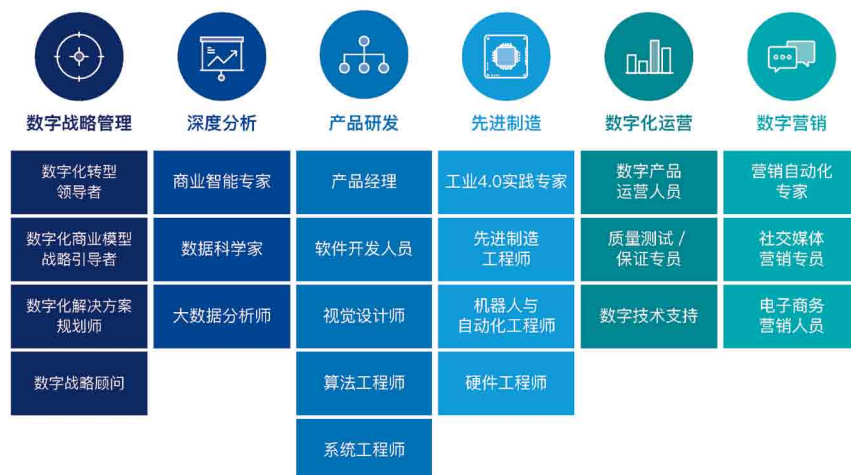 数字战略管理
深度分析
产品研发
先进制造
数字化运营
数字营销
数字化转型
领导者
商业智能专家
产品经理
工业4.0实践专家
数字产品
运营人员
营销自动化
专家
数字化商业模型
战略引导者
数据科学家
软件开发人员
先进制造
工程师
质量测试 /
保证专员
社交媒体
营销专员
数字化解决方案
规划师
大数据分析师
视觉设计师
机器人与
自动化工程师
数字技术支持
电子商务
营销人员
数字战略顾问
算法工程师
硬件工程师
系统工程师